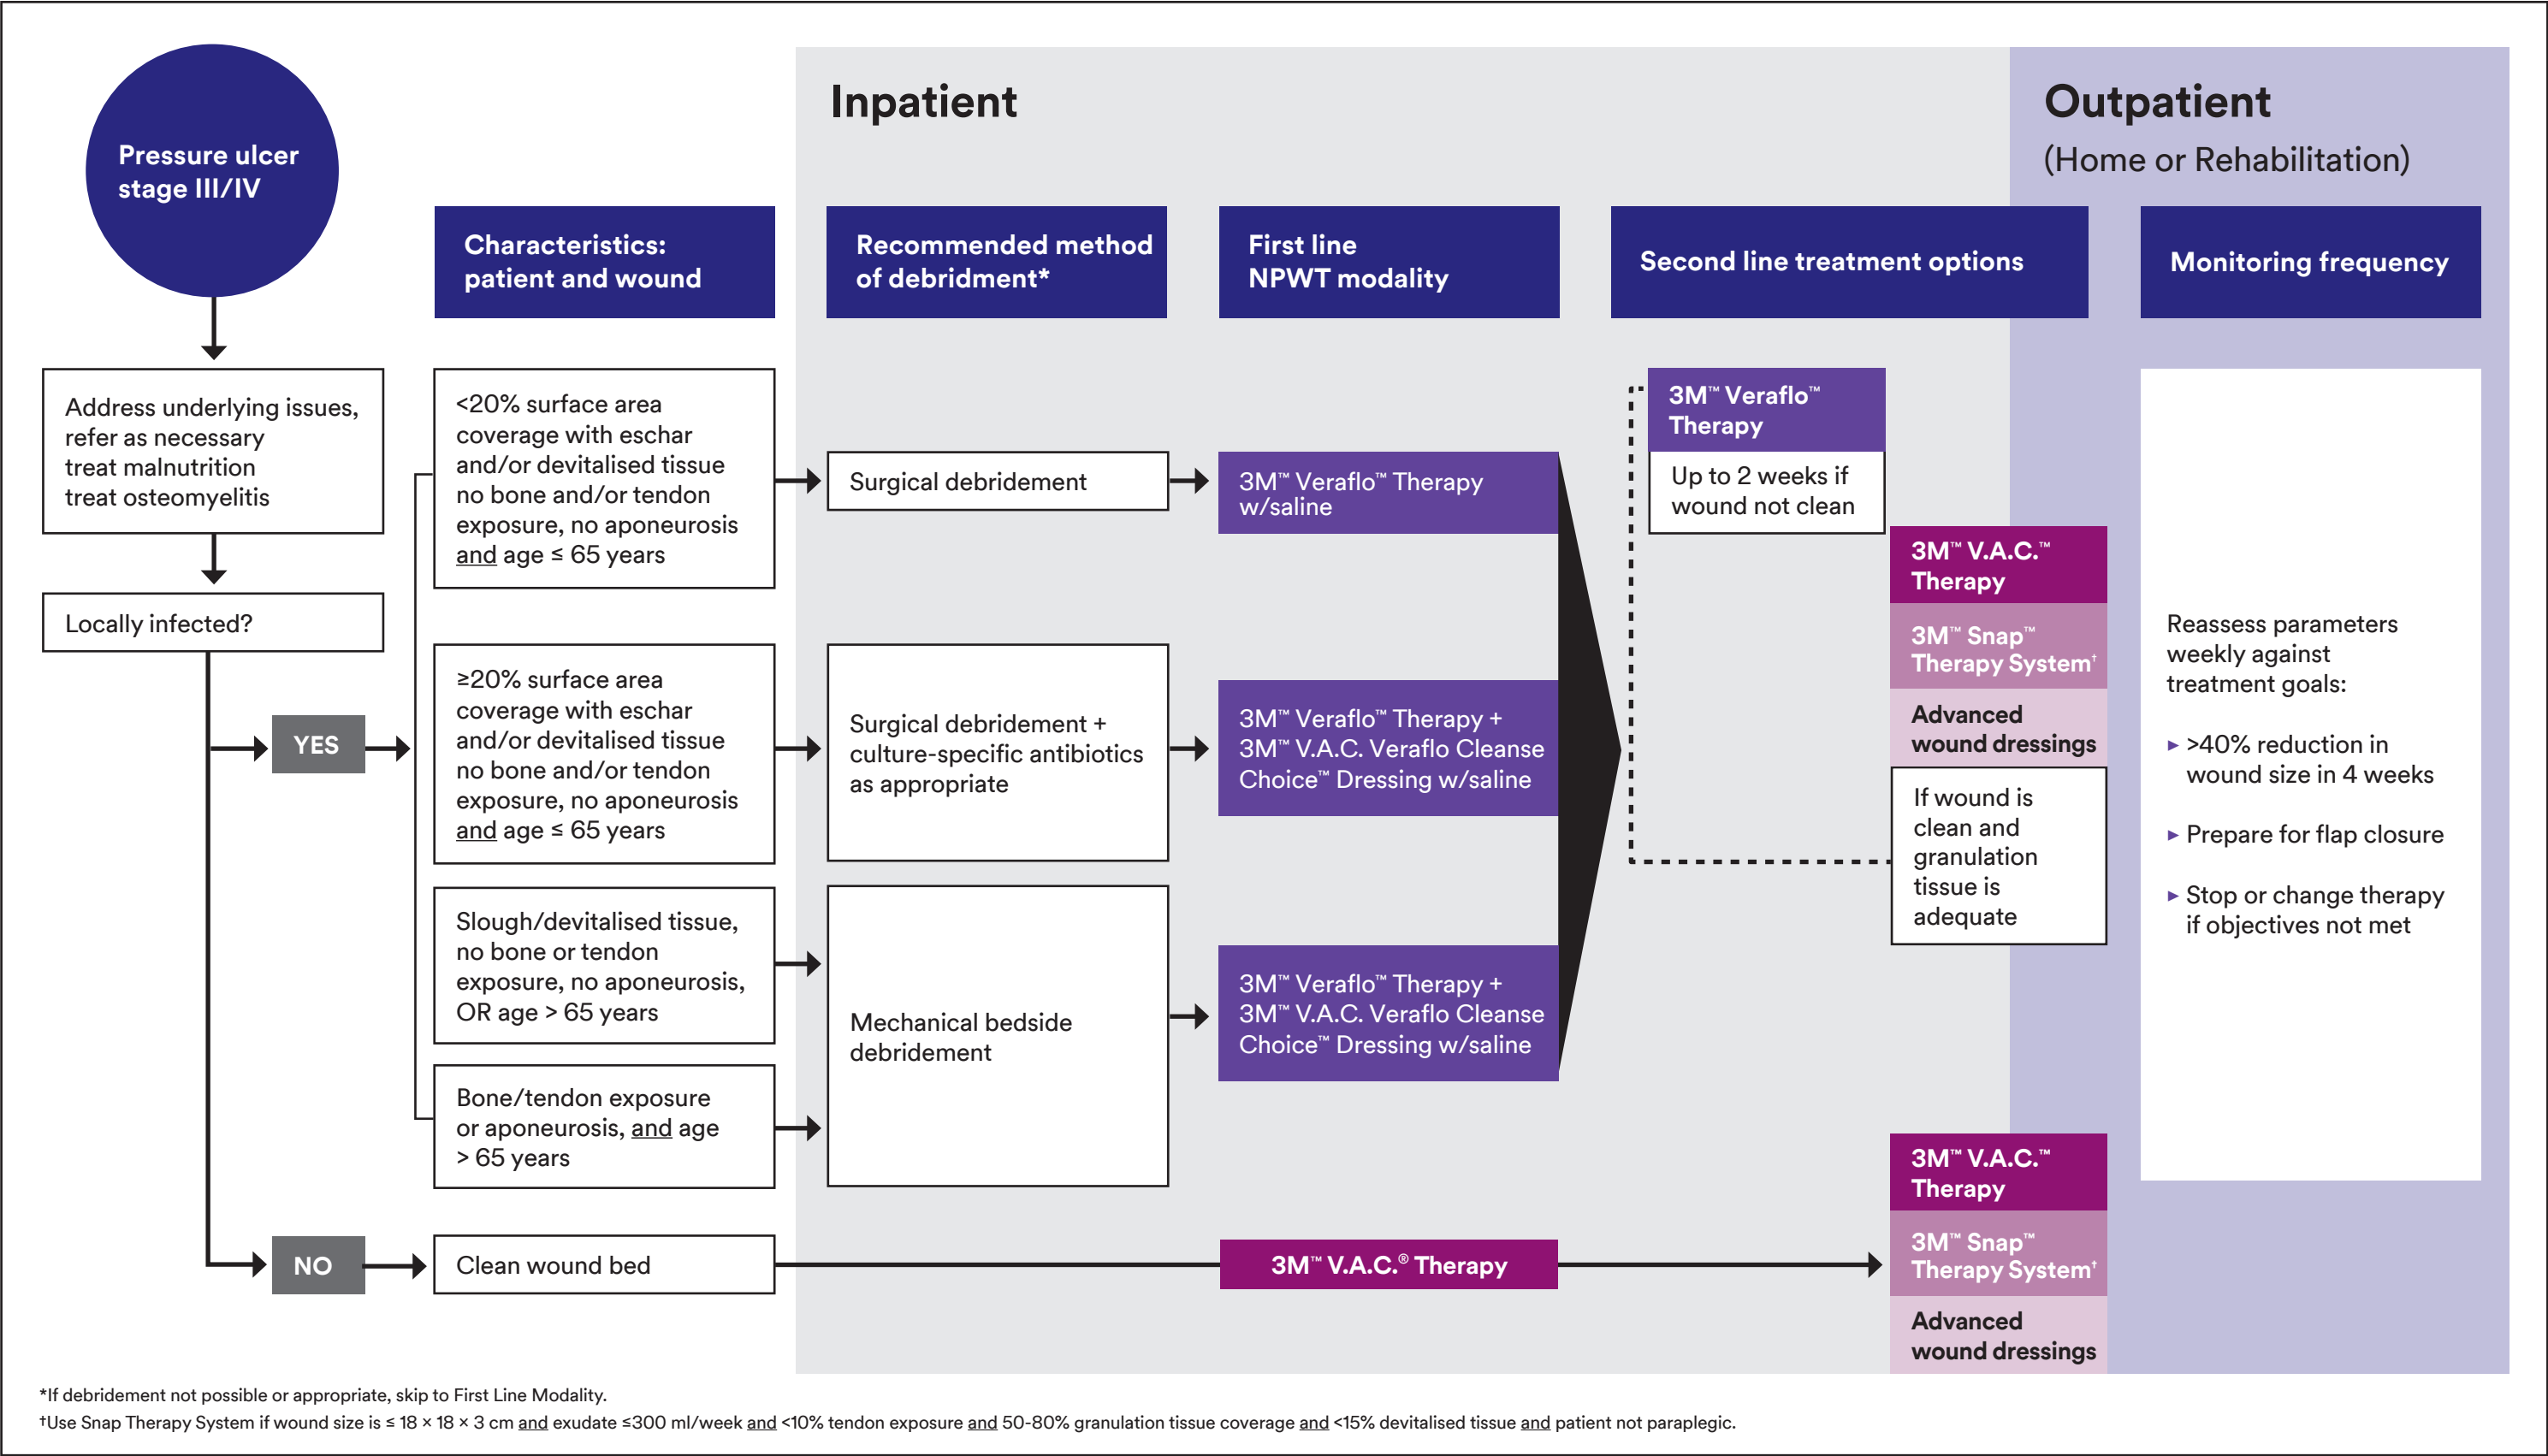 Pressure ulcer
stage III/IV
Address underlying issues,
refer as necessary
treat malnutrition
treat osteomyelitis
Locally infected?
YES
NO
Characteristics:
patient and wound
<20% surface area
coverage with eschar
and/or devitalised tissue
no bone and/or tendon
exposure, no aponeurosis
and age ≤ 65 years
≥20% surface area
coverage with eschar
and/or devitalised tissue
no bone and/or tendon
exposure, no aponeurosis
and age ≤ 65 years
Slough/devitalised tissue,
no bone or tendon
exposure, no aponeurosis,
OR age > 65 years
Bone/tendon exposure
or aponeurosis, and age
> 65 years
Clean wound bed
Inpatient
Recommended method
of debridment*
Surgical debridement
Surgical debridement +
culture-specific antibiotics
as appropriate
Mechanical bedside
debridement
First line
NPWT modality
3M™ Veraflo™ Therapy
w/saline
3M™ Veraflo™ Therapy +
3M™ V.A.C. Veraflo Cleanse
Choice™ Dressing w/saline
3M™ Veraflo™ Therapy +
3M™ V.A.C. Veraflo Cleanse
Choice™ Dressing w/saline
3M™ V.A.C.® Therapy
Second line treatment options
3M™ Veraflo™
Therapy
Up to 2 weeks if
wound not clean
3M™ V.A.C.™
Therapy
3M™ Snap™
Therapy System†
Advanced
wound dressings
If wound is
clean and
granulation
tissue is
adequate
3M™ V.A.C.™
Therapy
3M™ Snap™
Therapy System†
Advanced
wound dressings
Outpatient
(Home or Rehabilitation)
Monitoring frequency
Reassess parameters
weekly against
treatment goals:
▸ >40% reduction in
wound size in 4 weeks
▸ Prepare for flap closure
▸ Stop or change therapy
if objectives not met
*If debridement not possible or appropriate, skip to First Line Modality.
†Use Snap Therapy System if wound size is ≤ 18 × 18 × 3 cm and exudate ≤300 ml/week and <10% tendon exposure and 50-80% granulation tissue coverage and <15% devitalised tissue and patient not paraplegic.